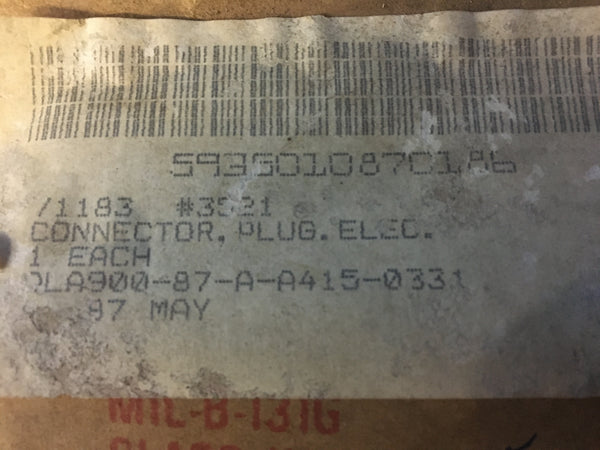 5935010870186
/1183 #3521
CONNECTOR, PLUG. ELEC.
1 EACH
DLA900-87-A-A415-0331
87 MAY
MIL-B-131G